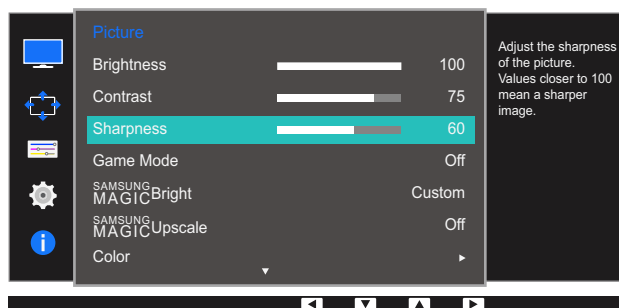 Picture
Brightness 100
Contrast 75
Sharpness 60
Game Mode Off
SAMSUNG
MAGICBright Custom
SAMSUNG
MAGICUpscale Off
Color
Adjust the sharpness
of the picture.
Values closer to 100
mean a sharper
image.